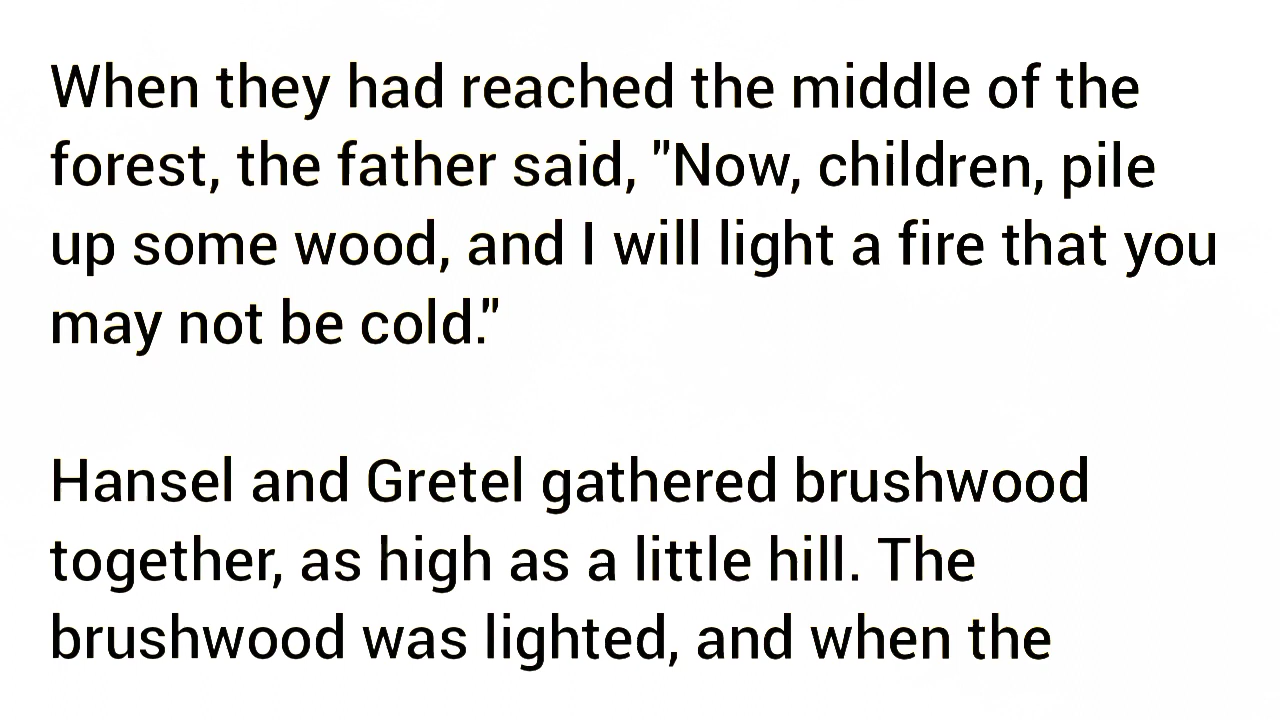 When they had reached the middle of the
forest, the father said, "Now, children, pile
up some wood, and I will light a fire that you
may not be cold."
Hansel and Gretel gathered brushwood
together, as high as a little hill. The
brushwood was lighted, and when the